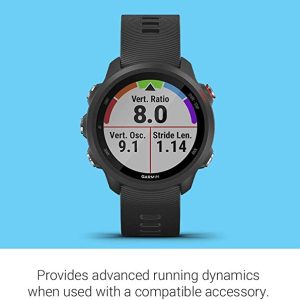 Vert. Ratio
8.0
Vert. Osc. Stride Len.
9.1 1.14
GARMIN
Provides advanced running dynamics
when used with a compatible accessory.